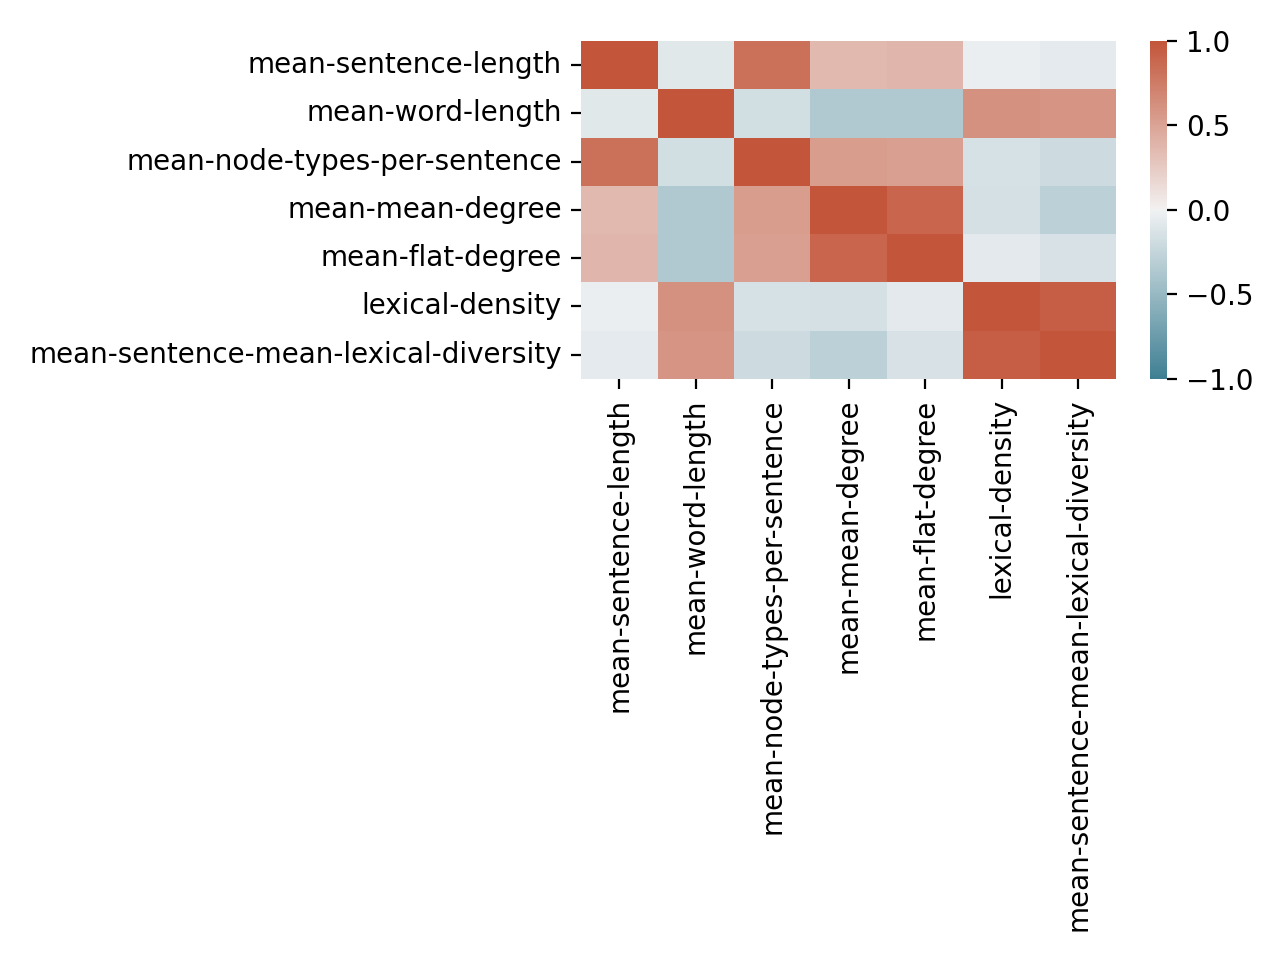 mean-sentence-length
mean-word-length
mean-node-types-per-sentence
mean-mean-degree
mean-flat-degree
lexical-density
mean-sentence-mean-lexical-diversity
1.0
0.5
0.0
−0.5
−1.0
mean-sentence-length
mean-word-length
mean-node-types-per-sentence
mean-mean-degree
mean-flat-degree
lexical-density
mean-sentence-mean-lexical-diversity